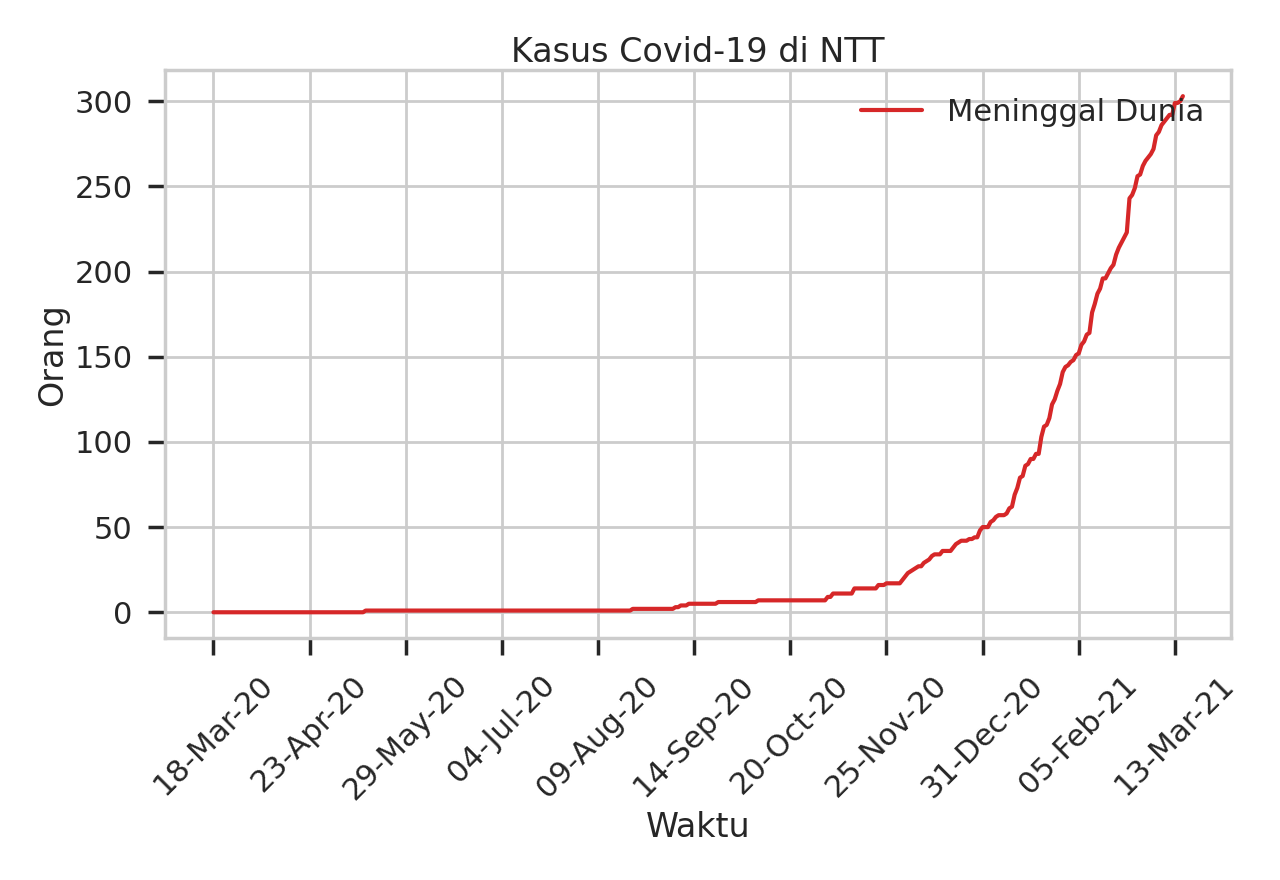 Kasus Covid-19 di NTT
Meninggal Dunia
300
250
200
150
100
50
0
Orang
18-Mar-20
23-Apr-20
29-May-20
04-Jul-20
09-Aug-20
14-Sep-20
20-Oct-20
25-Nov-20
31-Dec-20
05-Feb-21
13-Mar-21
Waktu